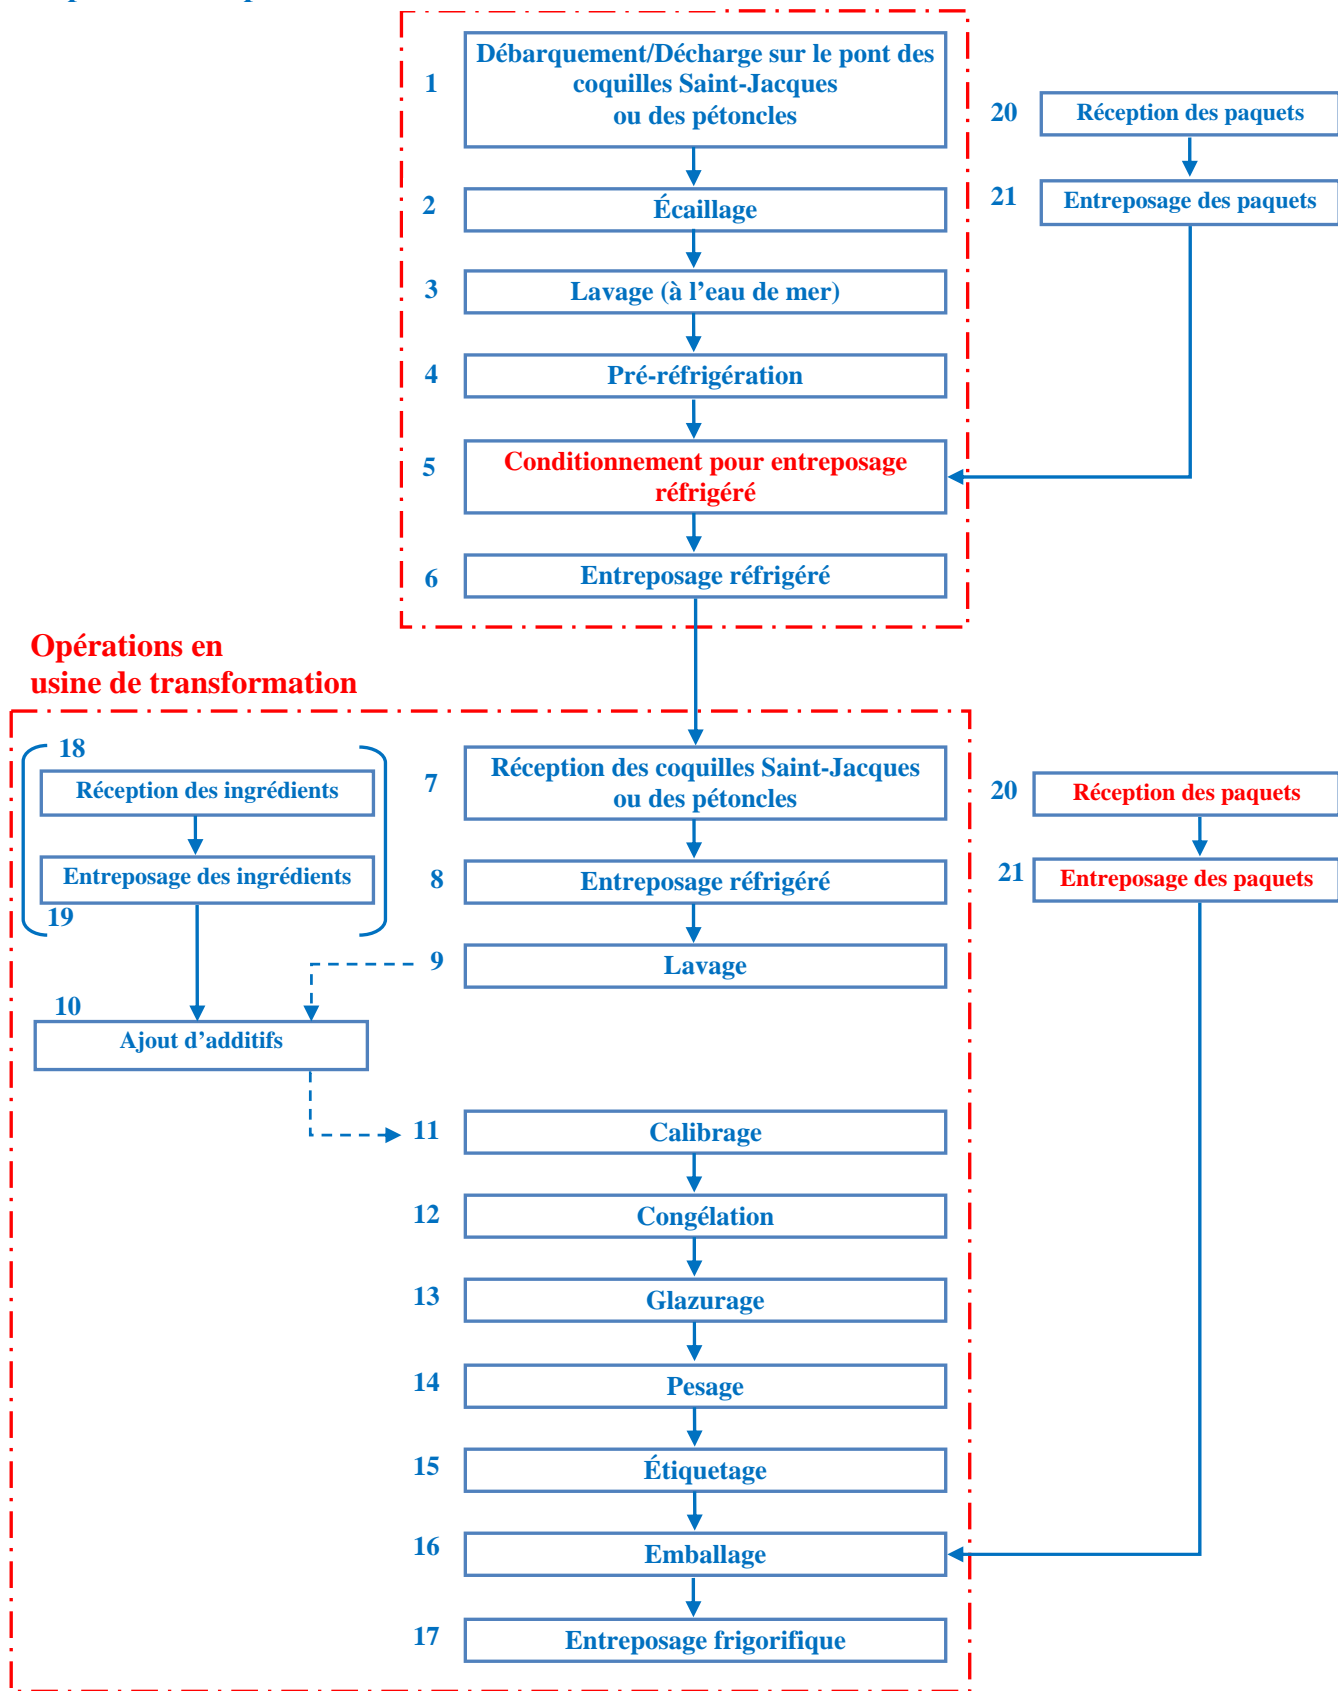 1
Débarquement/Décharge sur le pont des
coquilles Saint-Jacques
ou des pétoncles
20
Réception des paquets
2
Écaillage
21
Entreposage des paquets
3
Lavage (à l’eau de mer)
4
Pré-réfrigération
5
Conditionnement pour entreposage
réfrigéré
6
Entreposage réfrigéré
Opérations en
usine de transformation
18
Réception des ingrédients
7
Réception des coquilles Saint-Jacques
ou des pétoncles
20
Réception des paquets
Entreposage des ingrédients
19
8
Entreposage réfrigéré
21
Entreposage des paquets
9
Lavage
10
Ajout d’additifs
11
Calibrage
12
Congélation
13
Glazurage
14
Pesage
15
Étiquetage
16
Emballage
17
Entreposage frigorifique